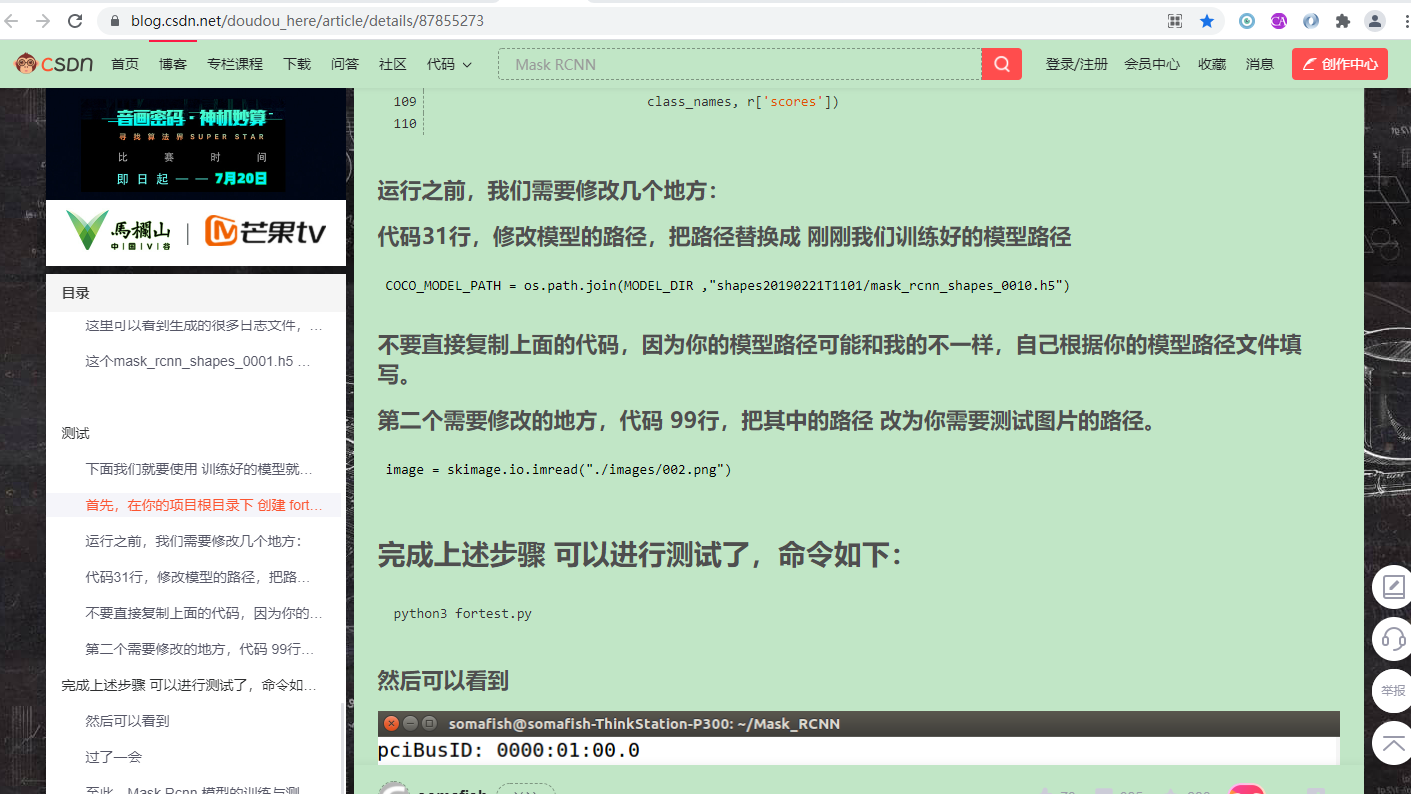 blog.csdn.net/doudou_here/article/details/87855273
CSDN 首页 博客 专栏课程 下载 问答 社区 代码 Mask RCNN 登录/注册 会员中心 收藏 消息 创作中心
音画密码·神机妙算
寻找算法界SUPER STAR
比赛时间
即日起——7月20日
馬欄山
中|国|V|谷
芒果tv
目录
这里可以看到生成的很多日志文件，...
这个mask_rcnn_shapes_0001.h5 ...
测试
下面我们就要使用 训练好的模型就...
首先，在你的项目根目录下 创建 fort...
运行之前，我们需要修改几个地方：
代码31行，修改模型的路径，把路...
不要直接复制上面的代码，因为你的...
第二个需要修改的地方，代码 99行...
完成上述步骤 可以进行测试了，命令如...
然后可以看到
过了一会
至此，Mask Rcnn 模型的训练与测...
109 class_names, r['scores'])
110
运行之前，我们需要修改几个地方：
代码31行，修改模型的路径，把路径替换成 刚刚我们训练好的模型路径
COCO_MODEL_PATH = os.path.join(MODEL_DIR ,"shapes20190221T1101/mask_rcnn_shapes_0010.h5")
不要直接复制上面的代码，因为你的模型路径可能和我的不一样，自己根据你的模型路径文件填
写。
第二个需要修改的地方，代码 99行，把其中的路径 改为你需要测试图片的路径。
image = skimage.io.imread("./images/002.png")
完成上述步骤 可以进行测试了，命令如下：
python3 fortest.py
然后可以看到
somafish@somafish-ThinkStation-P300: ~/Mask_RCNN
pciBusID: 0000:01:00.0
somafish
举报